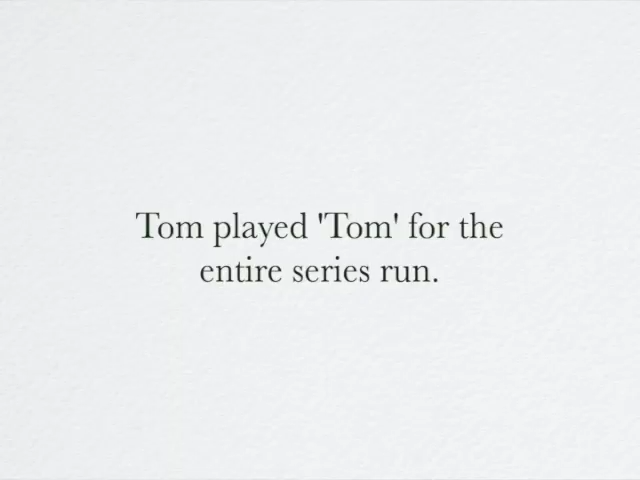 Tom played 'Tom' for the
entire series run.